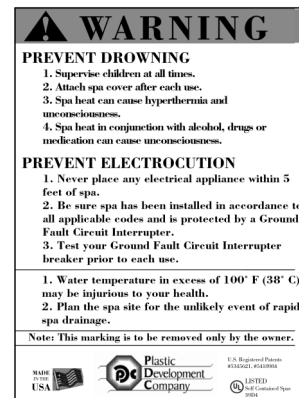 WARNING
PREVENT DROWNING
1. Supervise children at all times.
2. Attach spa cover after each use.
3. Spa heat can cause hyperthermia and
unconsciousness.
4. Spa heat in conjunction with alcohol, drugs or
medication can cause unconsciousness.
PREVENT ELECTROCUTION
1. Never place any electrical appliance within 5
feet of spa.
2. Be sure spa has been installed in accordance to
all applicable codes and is protected by a Ground
Fault Circuit Interrupter.
3. Test your Ground Fault Circuit Interrupter
breaker prior to each use.
1. Water temperature in excess of 100° F (38° C)
may be injurious to your health.
2. Plan the spa site for the unlikely event of rapid
spa drainage.
Note: This marking is to be removed only by the owner.
MADE
IN THE
USA
PDC
Plastic
Development
Company
U.S. Registered Patents
UL
LISTED
Self Contained Spas